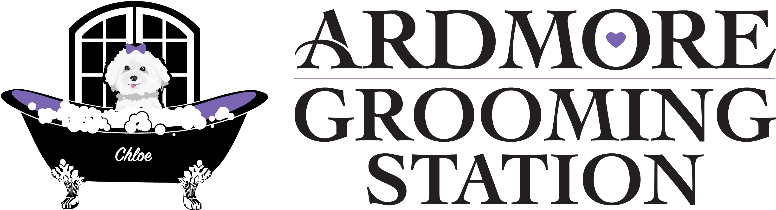 Chloe
ARDMORE
GROOMING
STATION